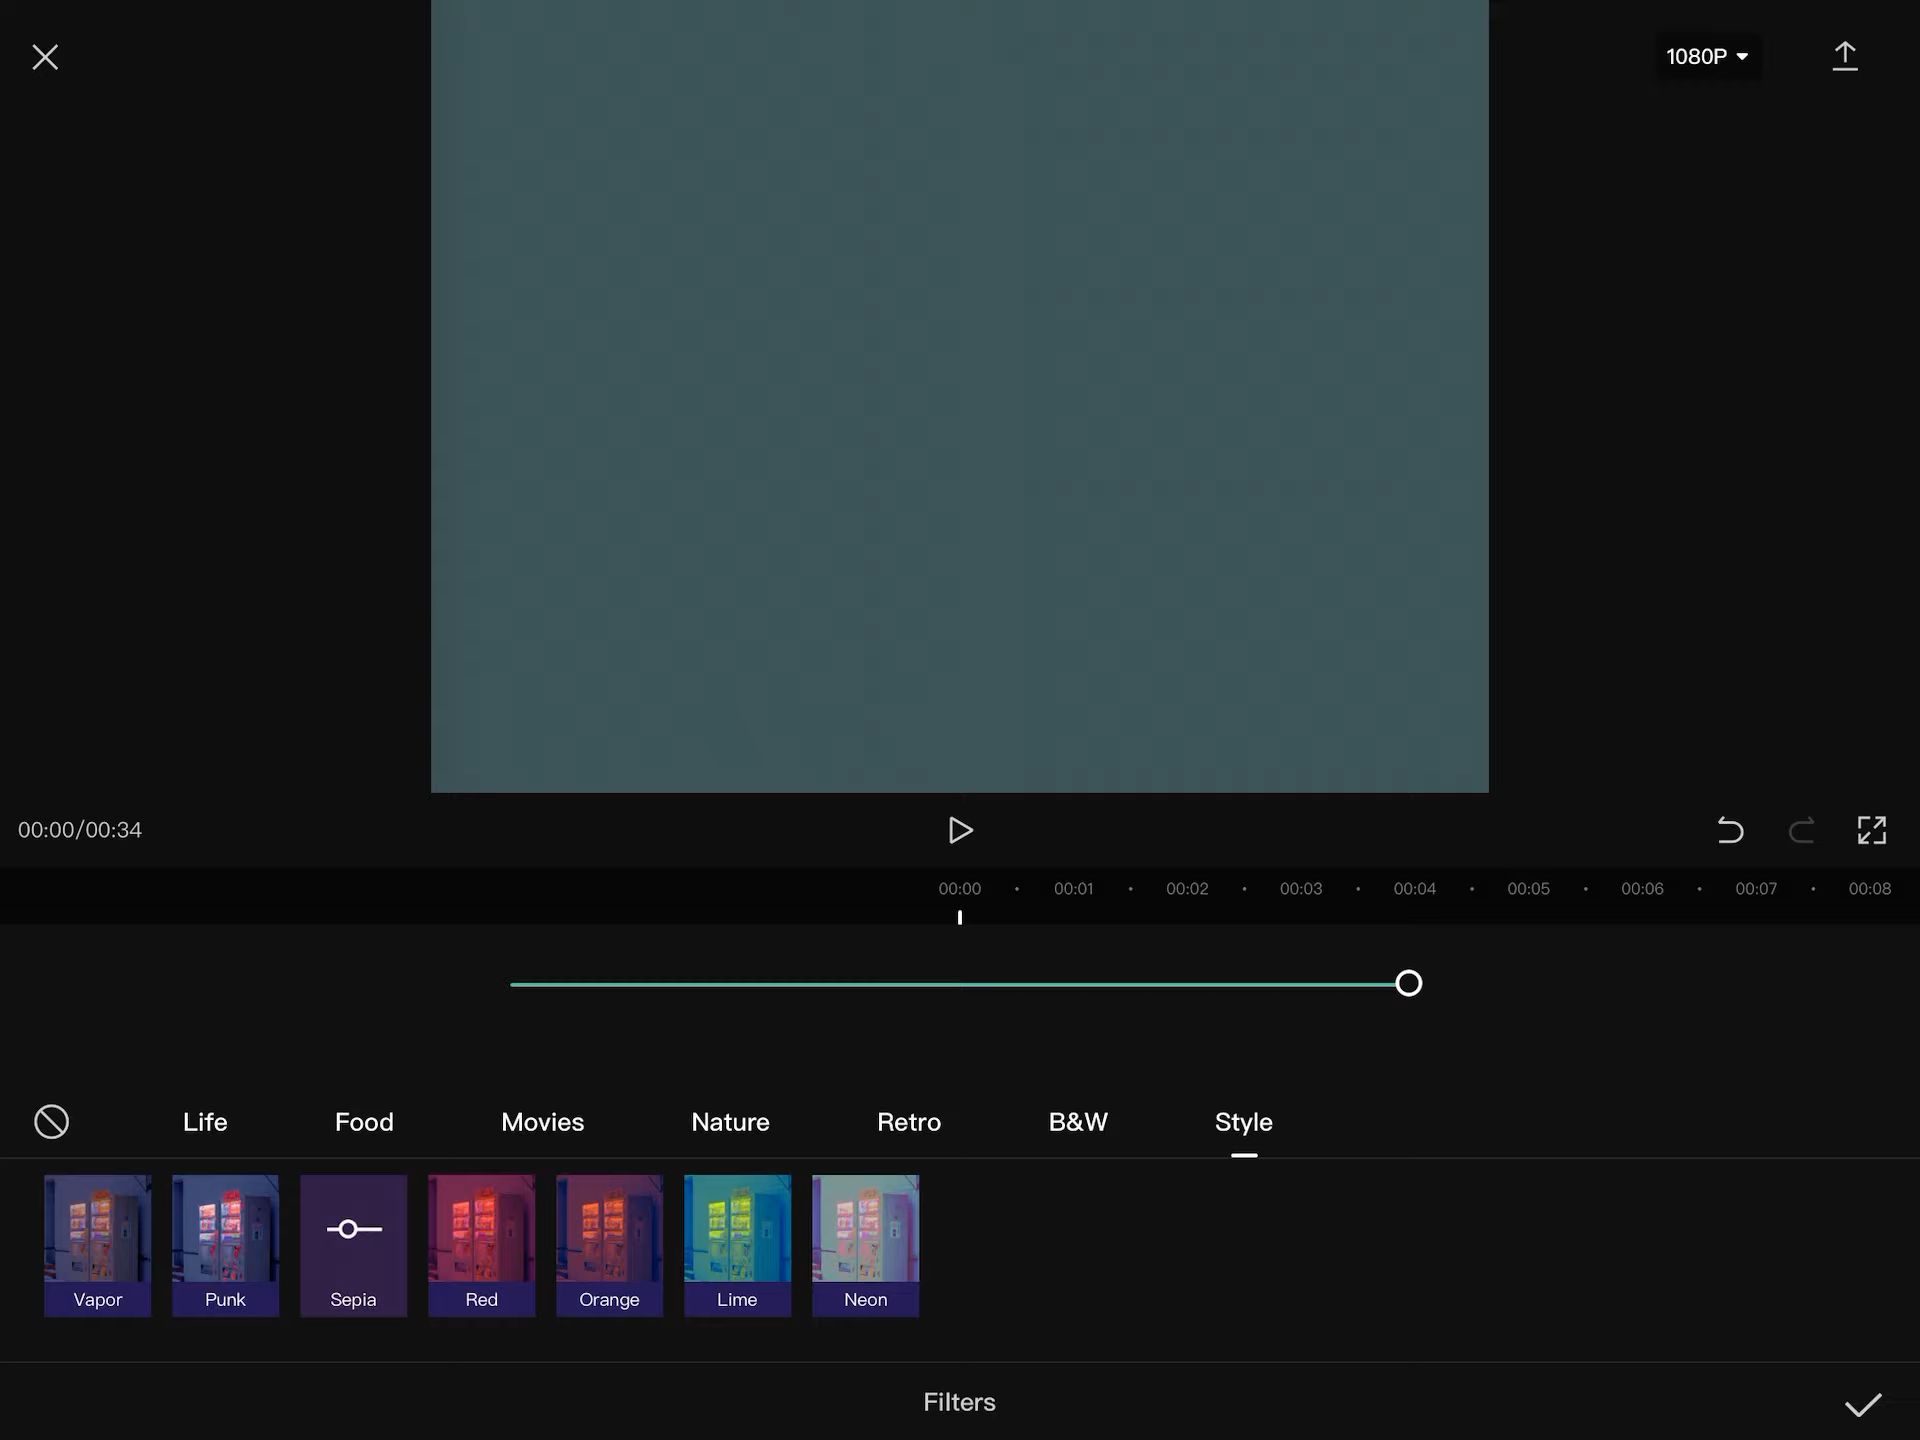 1080P
00:00/00:34
00:00 00:01 00:02 00:03 00:04 00:05 00:06 00:07 00:08
Life Food Movies Nature Retro B&W Style
Vapor Punk Sepia Red Orange Lime Neon
Filters